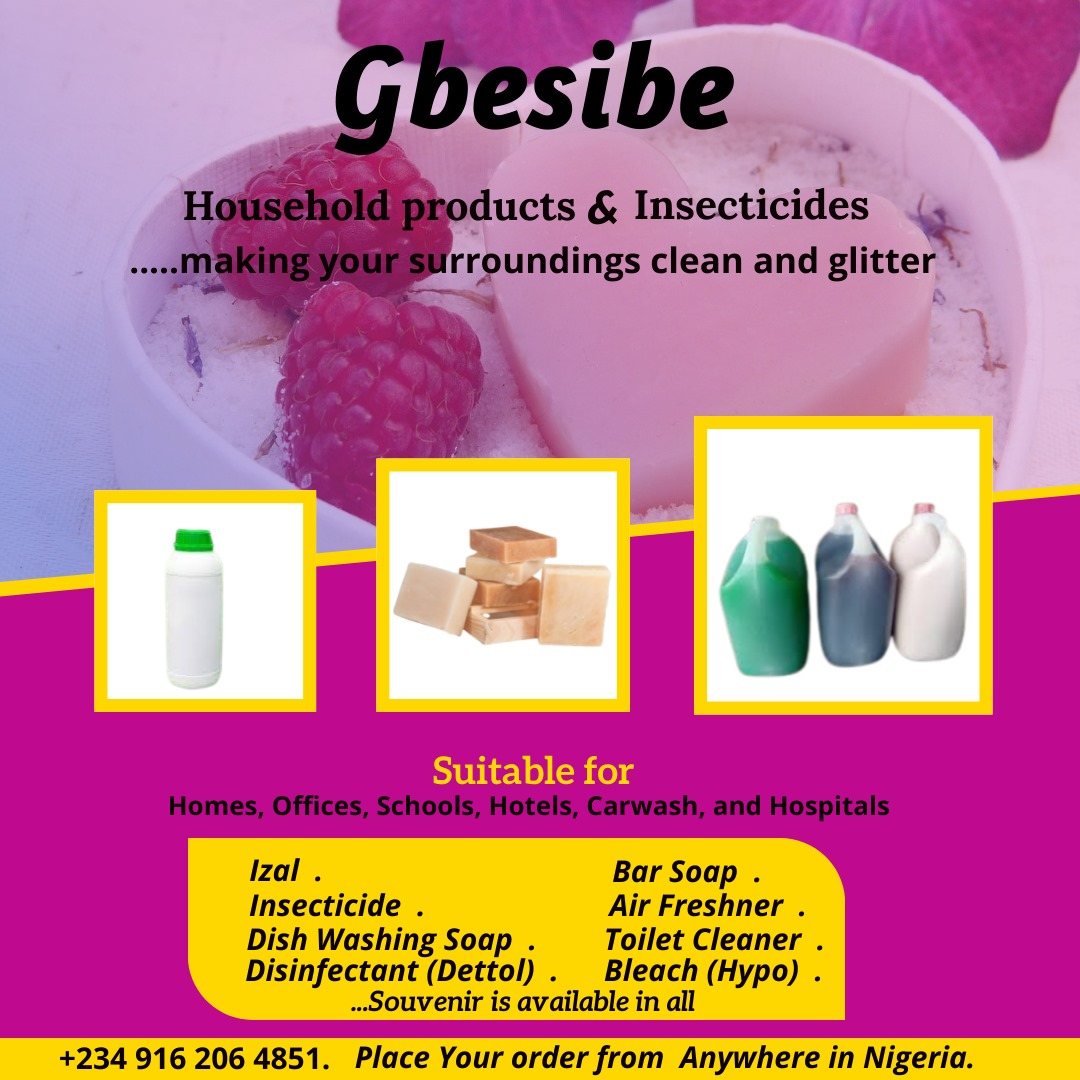 Gbesibe
Household products & Insecticides
.....making your surroundings clean and glitter
Suitable for
Homes, Offices, Schools, Hotels, Carwash, and Hospitals
Izal .
Insecticide .
Dish Washing Soap .
Disinfectant (Dettol) .
Bar Soap .
Air Freshner .
Toilet Cleaner .
Bleach (Hypo) .
...Souvenir is available in all
+234 916 206 4851. Place Your order from Anywhere in Nigeria.